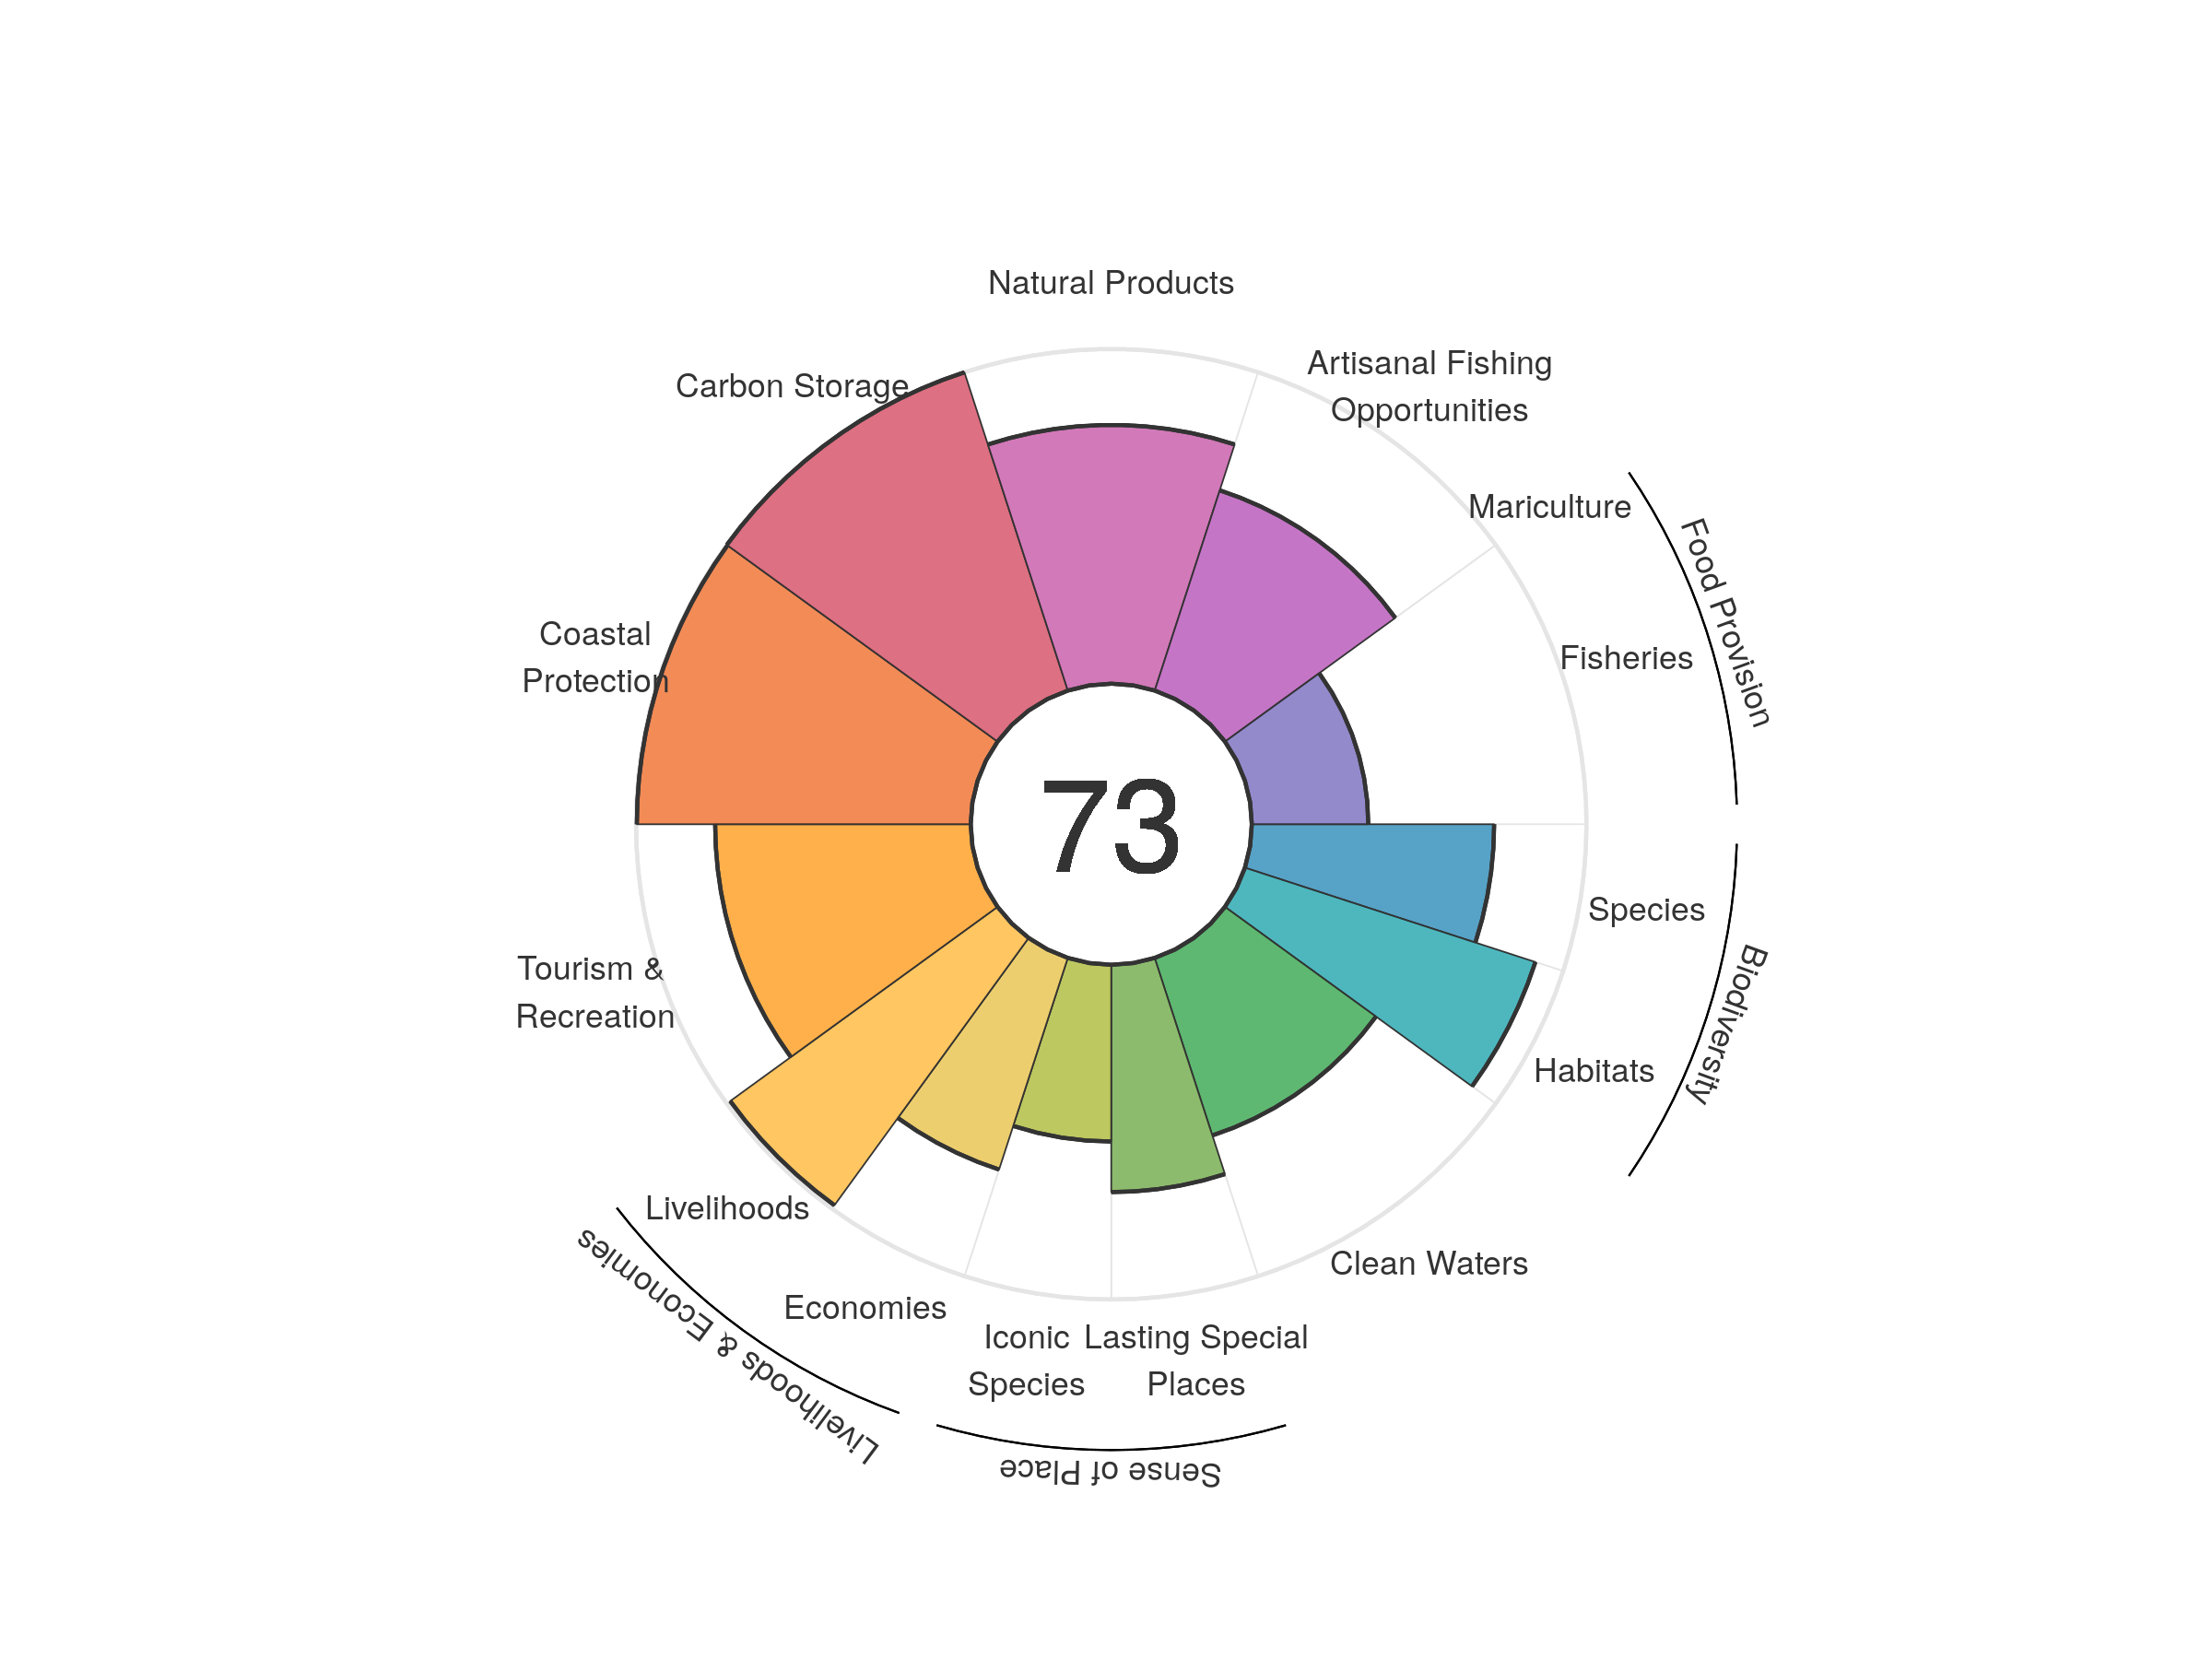 Natural Products
Artisanal Fishing
Opportunities
Carbon Storage
Mariculture
Food Provision
Fisheries
Coastal
Protection
73
Species
Biodiversity
Tourism &
Recreation
Habitats
Livelihoods
Livelihoods & Economies
Clean Waters
Economies
Iconic
Species
Lasting Special
Places
Sense of Place